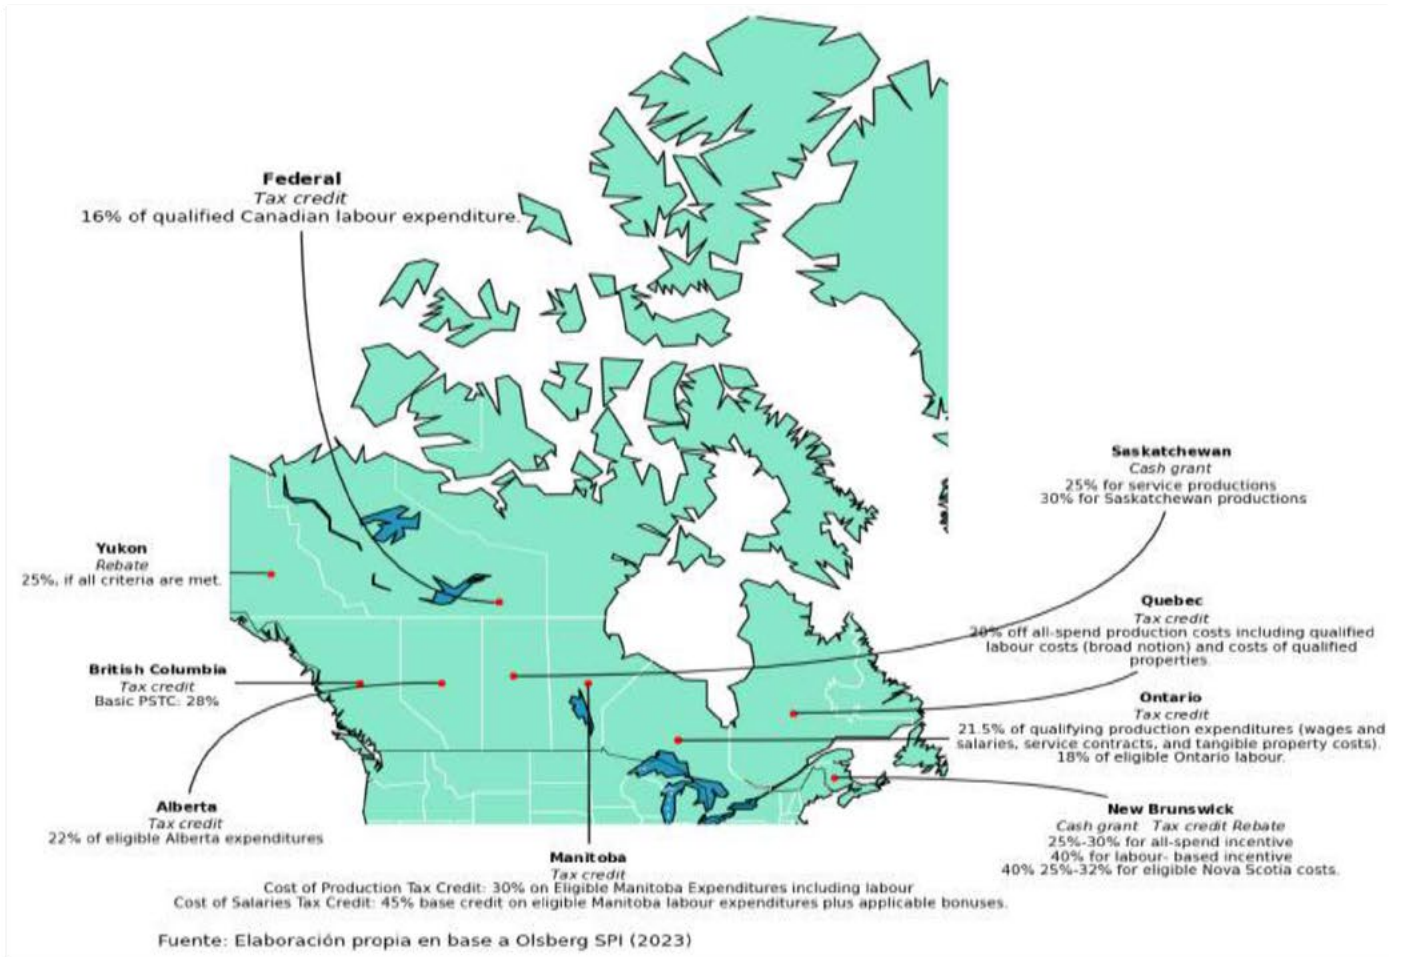 Federal
Tax credit
16% of qualified Canadian labour expenditure.
Saskatchewan
Cash grant
25% for service productions
30% for Saskatchewan productions
Yukon
Rebate
25%, if all criteria are met.
Quebec
Tax credit
20% off all-spend production costs including qualified
labour costs (broad notion) and costs of qualified
properties.
British Columbia
Tax credit
Basic PSTC: 28%
Ontario
Tax credit
21.5% of qualifying production expenditures (wages and
salaries, service contracts, and tangible property costs).
18% of eligible Ontario labour.
Alberta
Tax credit
22% of eligible Alberta expenditures
New Brunswick
Cash grant Tax credit Rebate
25%-30% for all-spend incentive
40% for labour- based incentive
40% 25%-32% for eligible Nova Scotia costs.
Manitoba
Tax credit
Cost of Production Tax Credit: 30% on Eligible Manitoba Expenditures including labour
Cost of Salaries Tax Credit: 45% base credit on eligible Manitoba labour expenditures plus applicable bonuses.
Fuente: Elaboración propia en base a Olsberg SPI (2023)